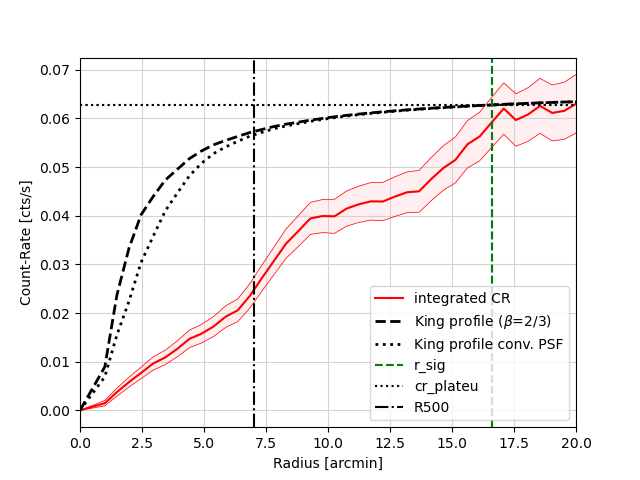 0.07
0.06
0.05
0.04
0.03
0.02
0.01
0.00
Count-Rate [cts/s]
integrated CR
King profile (β=2/3)
King profile conv. PSF
r_sig
cr_plateu
R500
0.0 2.5 5.0 7.5 10.0 12.5 15.0 17.5 20.0
Radius [arcmin]